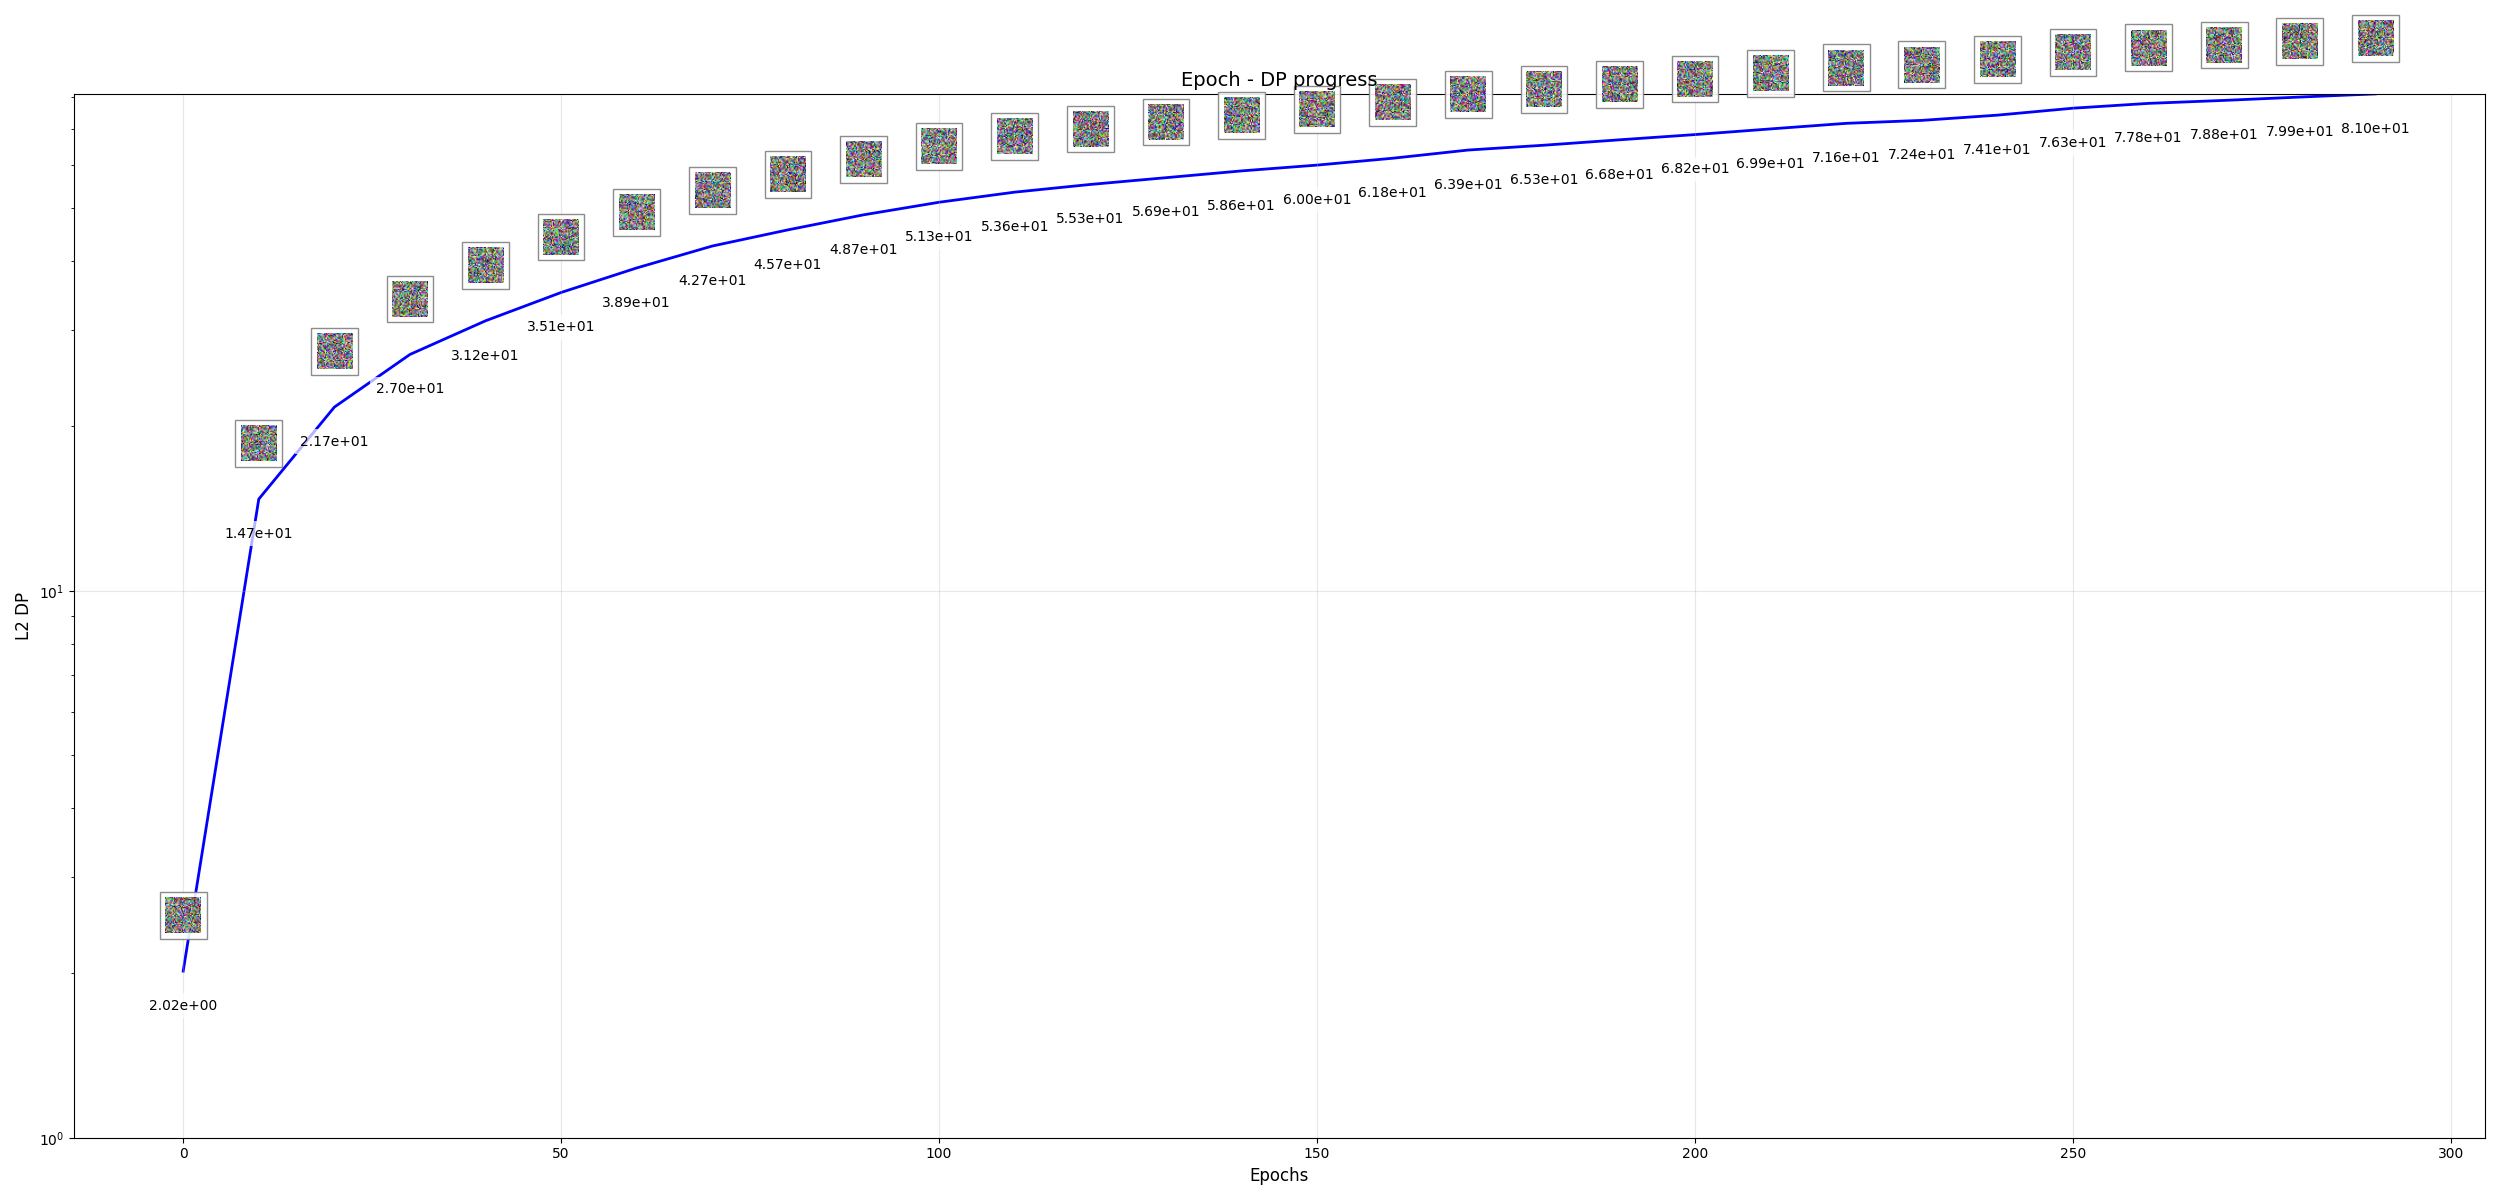 Epoch - DP progress
L2 DP
10¹
10⁰
2.02e+00
1.47e+01
2.17e+01
2.70e+01
3.12e+01
3.51e+01
3.89e+01
4.27e+01
4.57e+01
4.87e+01
5.13e+01
5.36e+01
5.53e+01
5.69e+01
5.86e+01
6.00e+01
6.18e+01
6.39e+01
6.53e+01
6.68e+01
6.82e+01
6.99e+01
7.16e+01
7.24e+01
7.41e+01
7.63e+01
7.78e+01
7.88e+01
7.99e+01
8.10e+01
0 50 100 150 200 250 300
Epochs